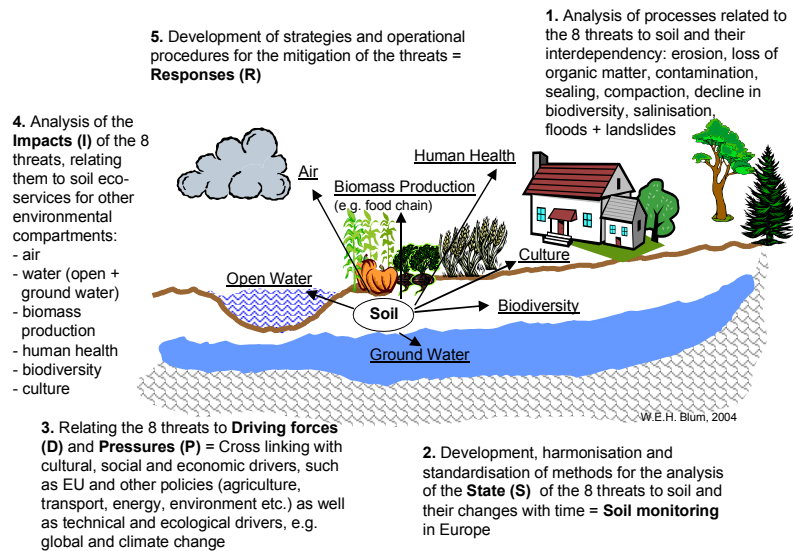 1. Analysis of processes related to
the 8 threats to soil and their
interdependency: erosion, loss of
organic matter, contamination,
sealing, compaction, decline in
biodiversity, salinisation,
floods + landslides
5. Development of strategies and operational
procedures for the mitigation of the threats =
Responses (R)
4. Analysis of the
Impacts (I) of the 8
threats, relating
them to soil eco-
services for other
environmental
compartments:
- air
- water (open +
ground water)
- biomass
production
- human health
- biodiversity
- culture
Air
Human Health
Biomass Production
(e.g. food chain)
Culture
Open Water
Soil
Biodiversity
Ground Water
W.E.H. Blum, 2004
3. Relating the 8 threats to Driving forces
(D) and Pressures (P) = Cross linking with
cultural, social and economic drivers, such
as EU and other policies (agriculture,
transport, energy, environment etc.) as well
as technical and ecological drivers, e.g.
global and climate change
2. Development, harmonisation and
standardisation of methods for the analysis
of the State (S) of the 8 threats to soil and
their changes with time = Soil monitoring
in Europe